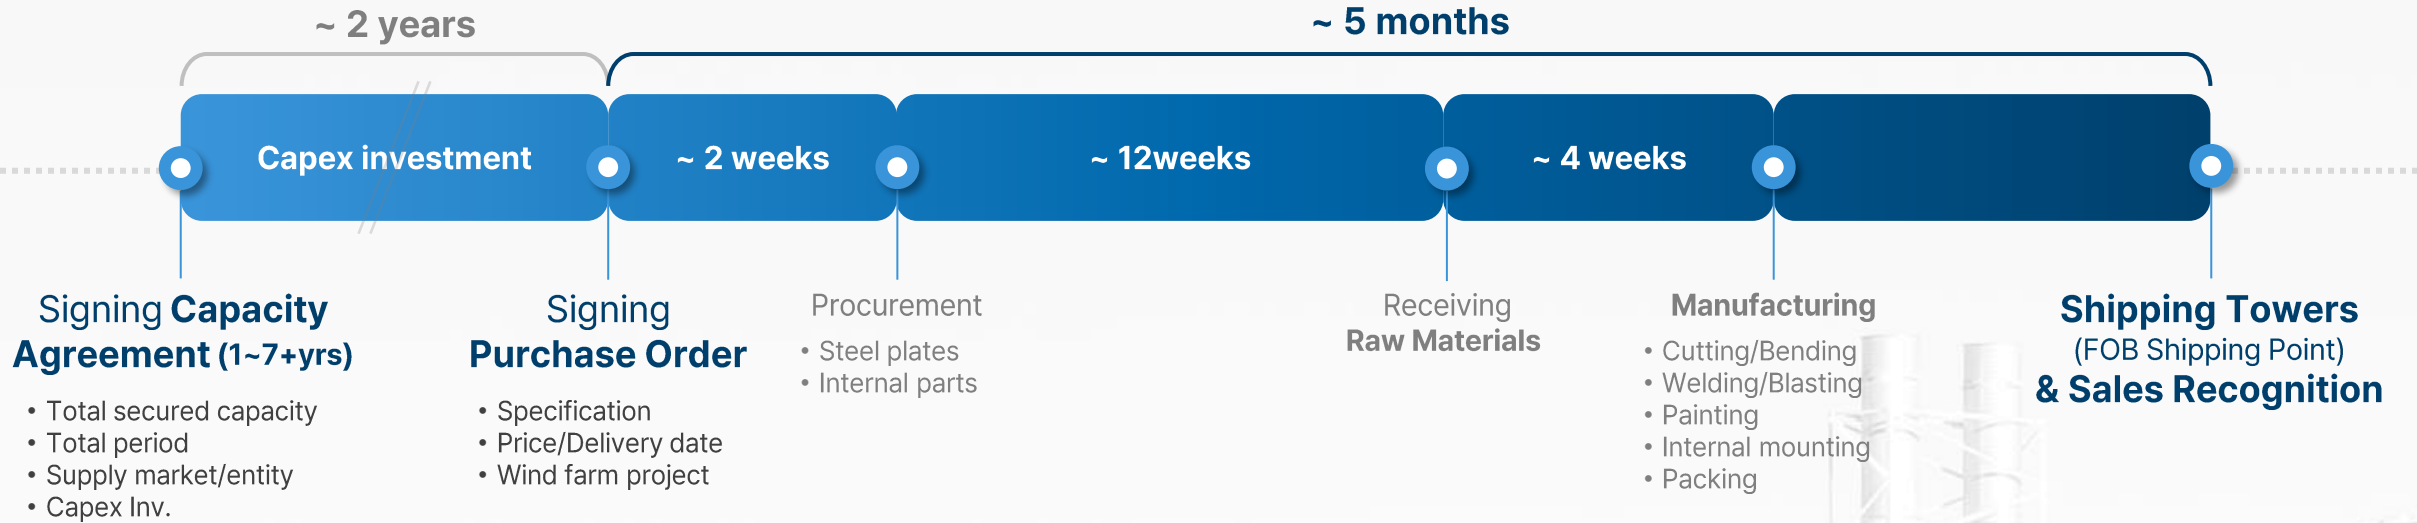 ~ 2 years
~ 5 months
Capex investment
~ 2 weeks
~ 12weeks
~ 4 weeks
Signing Capacity
Agreement (1~7+yrs)
• Total secured capacity
• Total period
• Supply market/entity
• Capex Inv.
Signing
Purchase Order
• Specification
• Price/Delivery date
• Wind farm project
Procurement
• Steel plates
• Internal parts
Receiving
Raw Materials
Manufacturing
• Cutting/Bending
• Welding/Blasting
• Painting
• Internal mounting
• Packing
Shipping Towers
(FOB Shipping Point)
& Sales Recognition